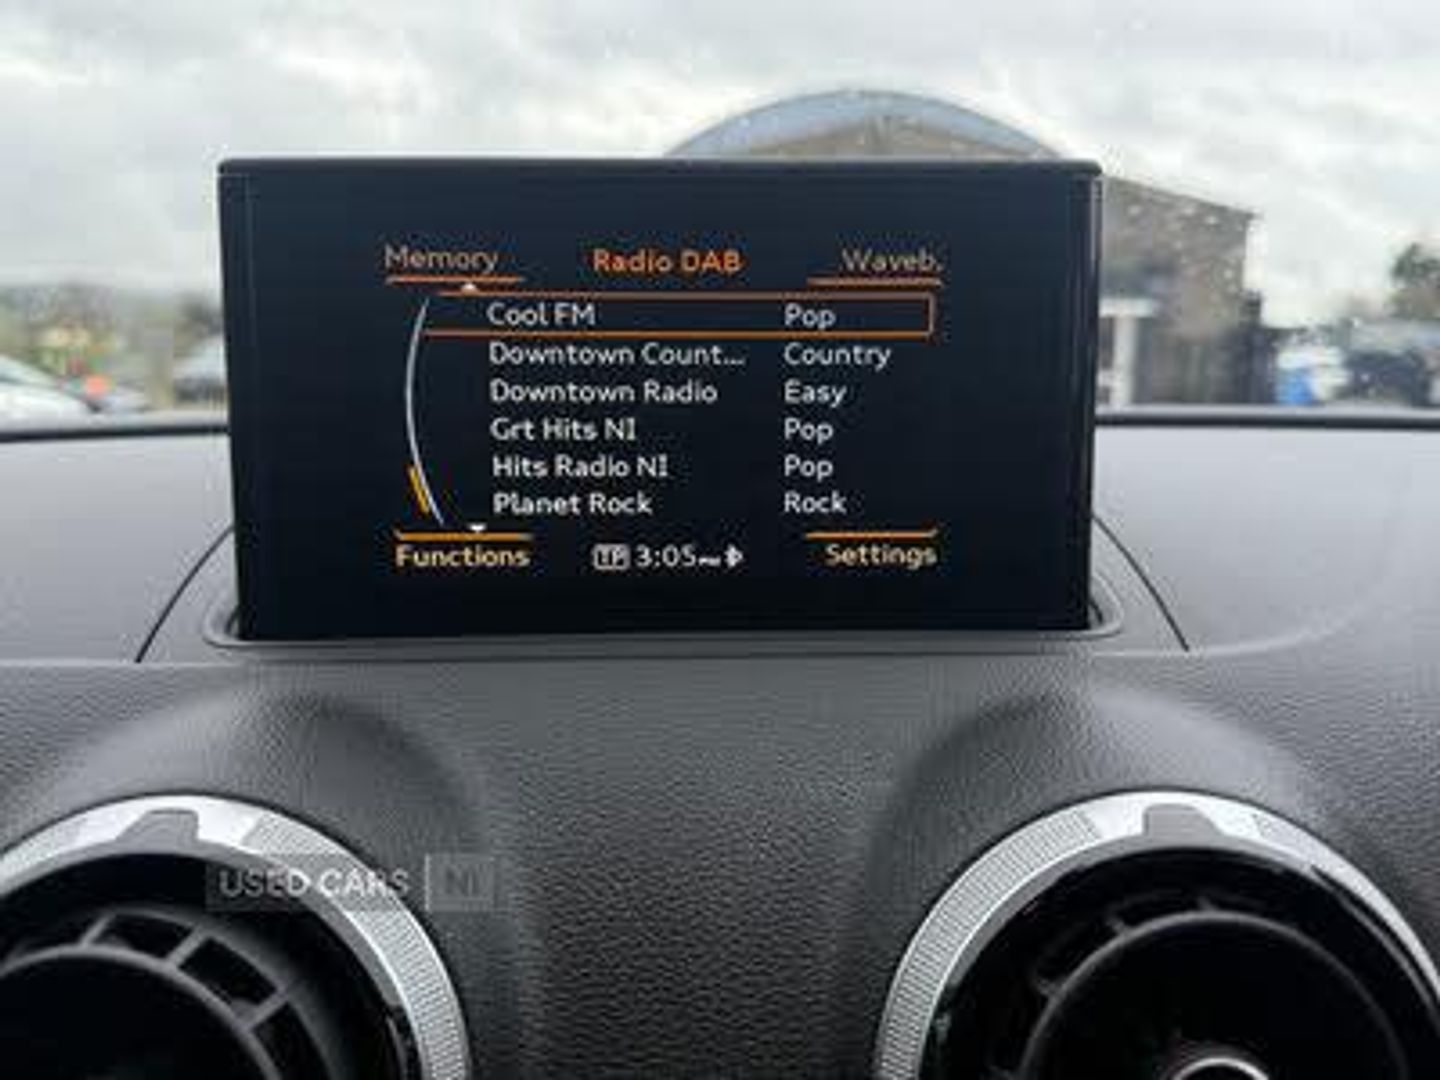 Memory Radio DAB Waveb.
Cool FM Pop
Downtown Count... Country
Downtown Radio Easy
Grt Hits NI Pop
Hits Radio NI Pop
Planet Rock Rock
Functions TP 3:05 Settings
USED CARS NI